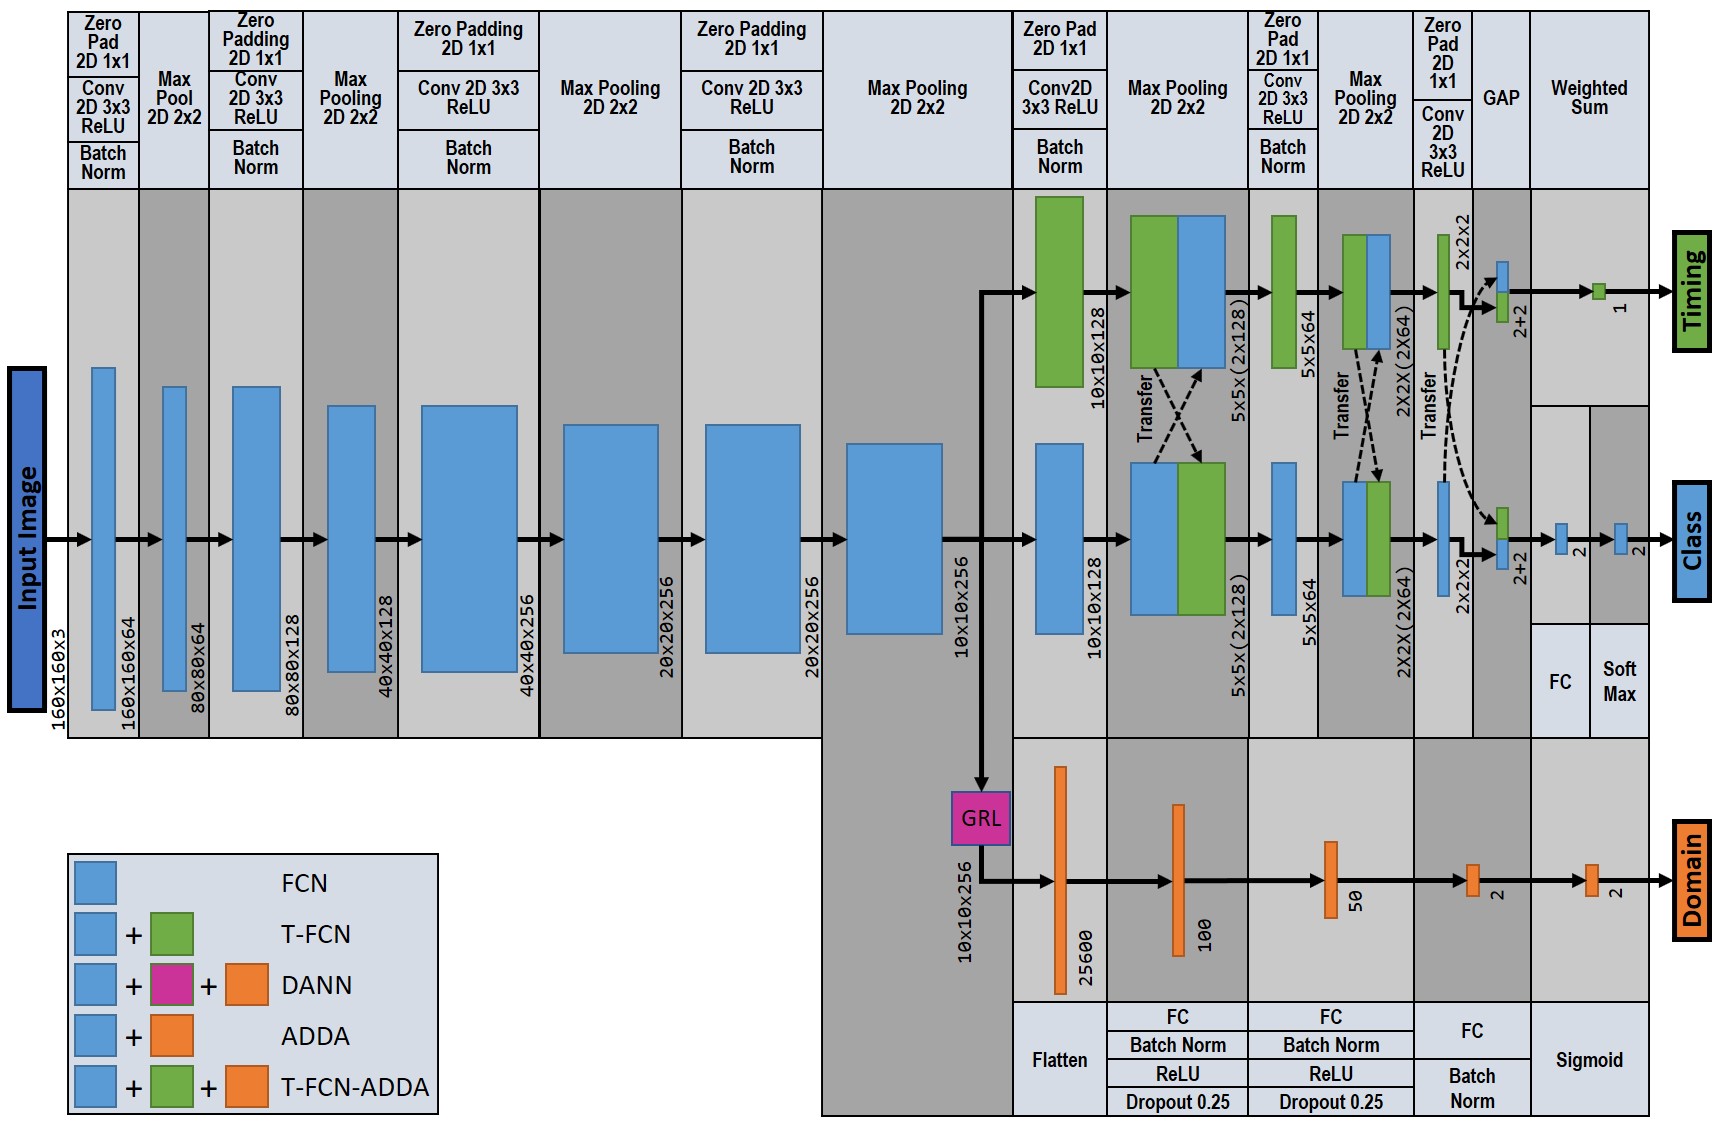 Zero
Pad
2D 1x1
Conv
2D 3x3
ReLU
Batch
Norm
Max
Pool
2D 2x2
Zero
Padding
2D 1x1
Conv
2D 3x3
ReLU
Batch
Norm
Max
Pooling
2D 2x2
Zero Padding
2D 1x1
Conv 2D 3x3
ReLU
Batch
Norm
Max Pooling
2D 2x2
Zero Padding
2D 1x1
Conv 2D 3x3
ReLU
Batch
Norm
Max Pooling
2D 2x2
Zero Pad
2D 1x1
Conv2D
3x3 ReLU
Batch
Norm
Max Pooling
2D 2x2
Zero
Pad
2D 1x1
Conv
2D 3x3
ReLU
Batch
Norm
Max
Pooling
2D 2x2
Zero
Pad
2D
1x1
Conv
2D
3x3
ReLU
GAP
Weighted
Sum
Input Image
160x160x3
160x160x64
80x80x64
80x80x128
40x40x128
40x40x256
20x20x256
20x20x256
10x10x256
10x10x128
5x5x(2x128)
5x5x64
2X2X(2X64)
2x2x2
2+2
1
Timing
Transfer
Transfer
Transfer
10x10x128
5x5x(2x128)
5x5x64
2X2X(2X64)
2x2x2
2+2
2
2
Class
FC
Soft
Max
GRL
10x10x256
25600
100
50
2
2
Domain
Flatten
FC
Batch Norm
ReLU
Dropout 0.25
FC
Batch Norm
ReLU
Dropout 0.25
FC
Batch
Norm
Sigmoid
FCN
+ T-FCN
+ + DANN
+ ADDA
+ + T-FCN-ADDA